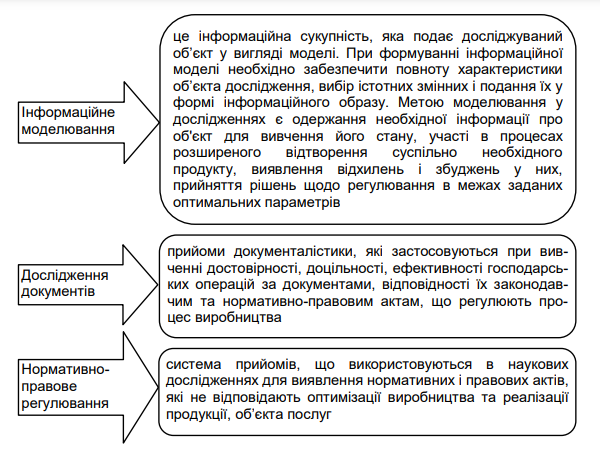 Інформаційне
моделювання
це інформаційна сукупність, яка подає досліджуваний
об’єкт у вигляді моделі. При формуванні інформаційної
моделі необхідно забезпечити повноту характеристики
об’єкта дослідження, вибір істотних змінних і подання їх у
формі інформаційного образу. Метою моделювання у
дослідженнях є одержання необхідної інформації про
об'єкт для вивчення його стану, участі в процесах
розширеного відтворення суспільно необхідного
продукту, виявлення відхилень і збуджень у них,
прийняття рішень щодо регулювання в межах заданих
оптимальних параметрів
Дослідження
документів
прийоми документалістики, які застосовуються при вив-
ченні достовірності, доцільності, ефективності господарсь-
ких операцій за документами, відповідності їх законодав-
чим та нормативно-правовим актам, що регулюють про-
цес виробництва
Нормативно-
правове
регулювання
система прийомів, що використовуються в наукових
дослідженнях для виявлення нормативних і правових актів,
які не відповідають оптимізації виробництва та реалізації
продукції, об’єкта послуг